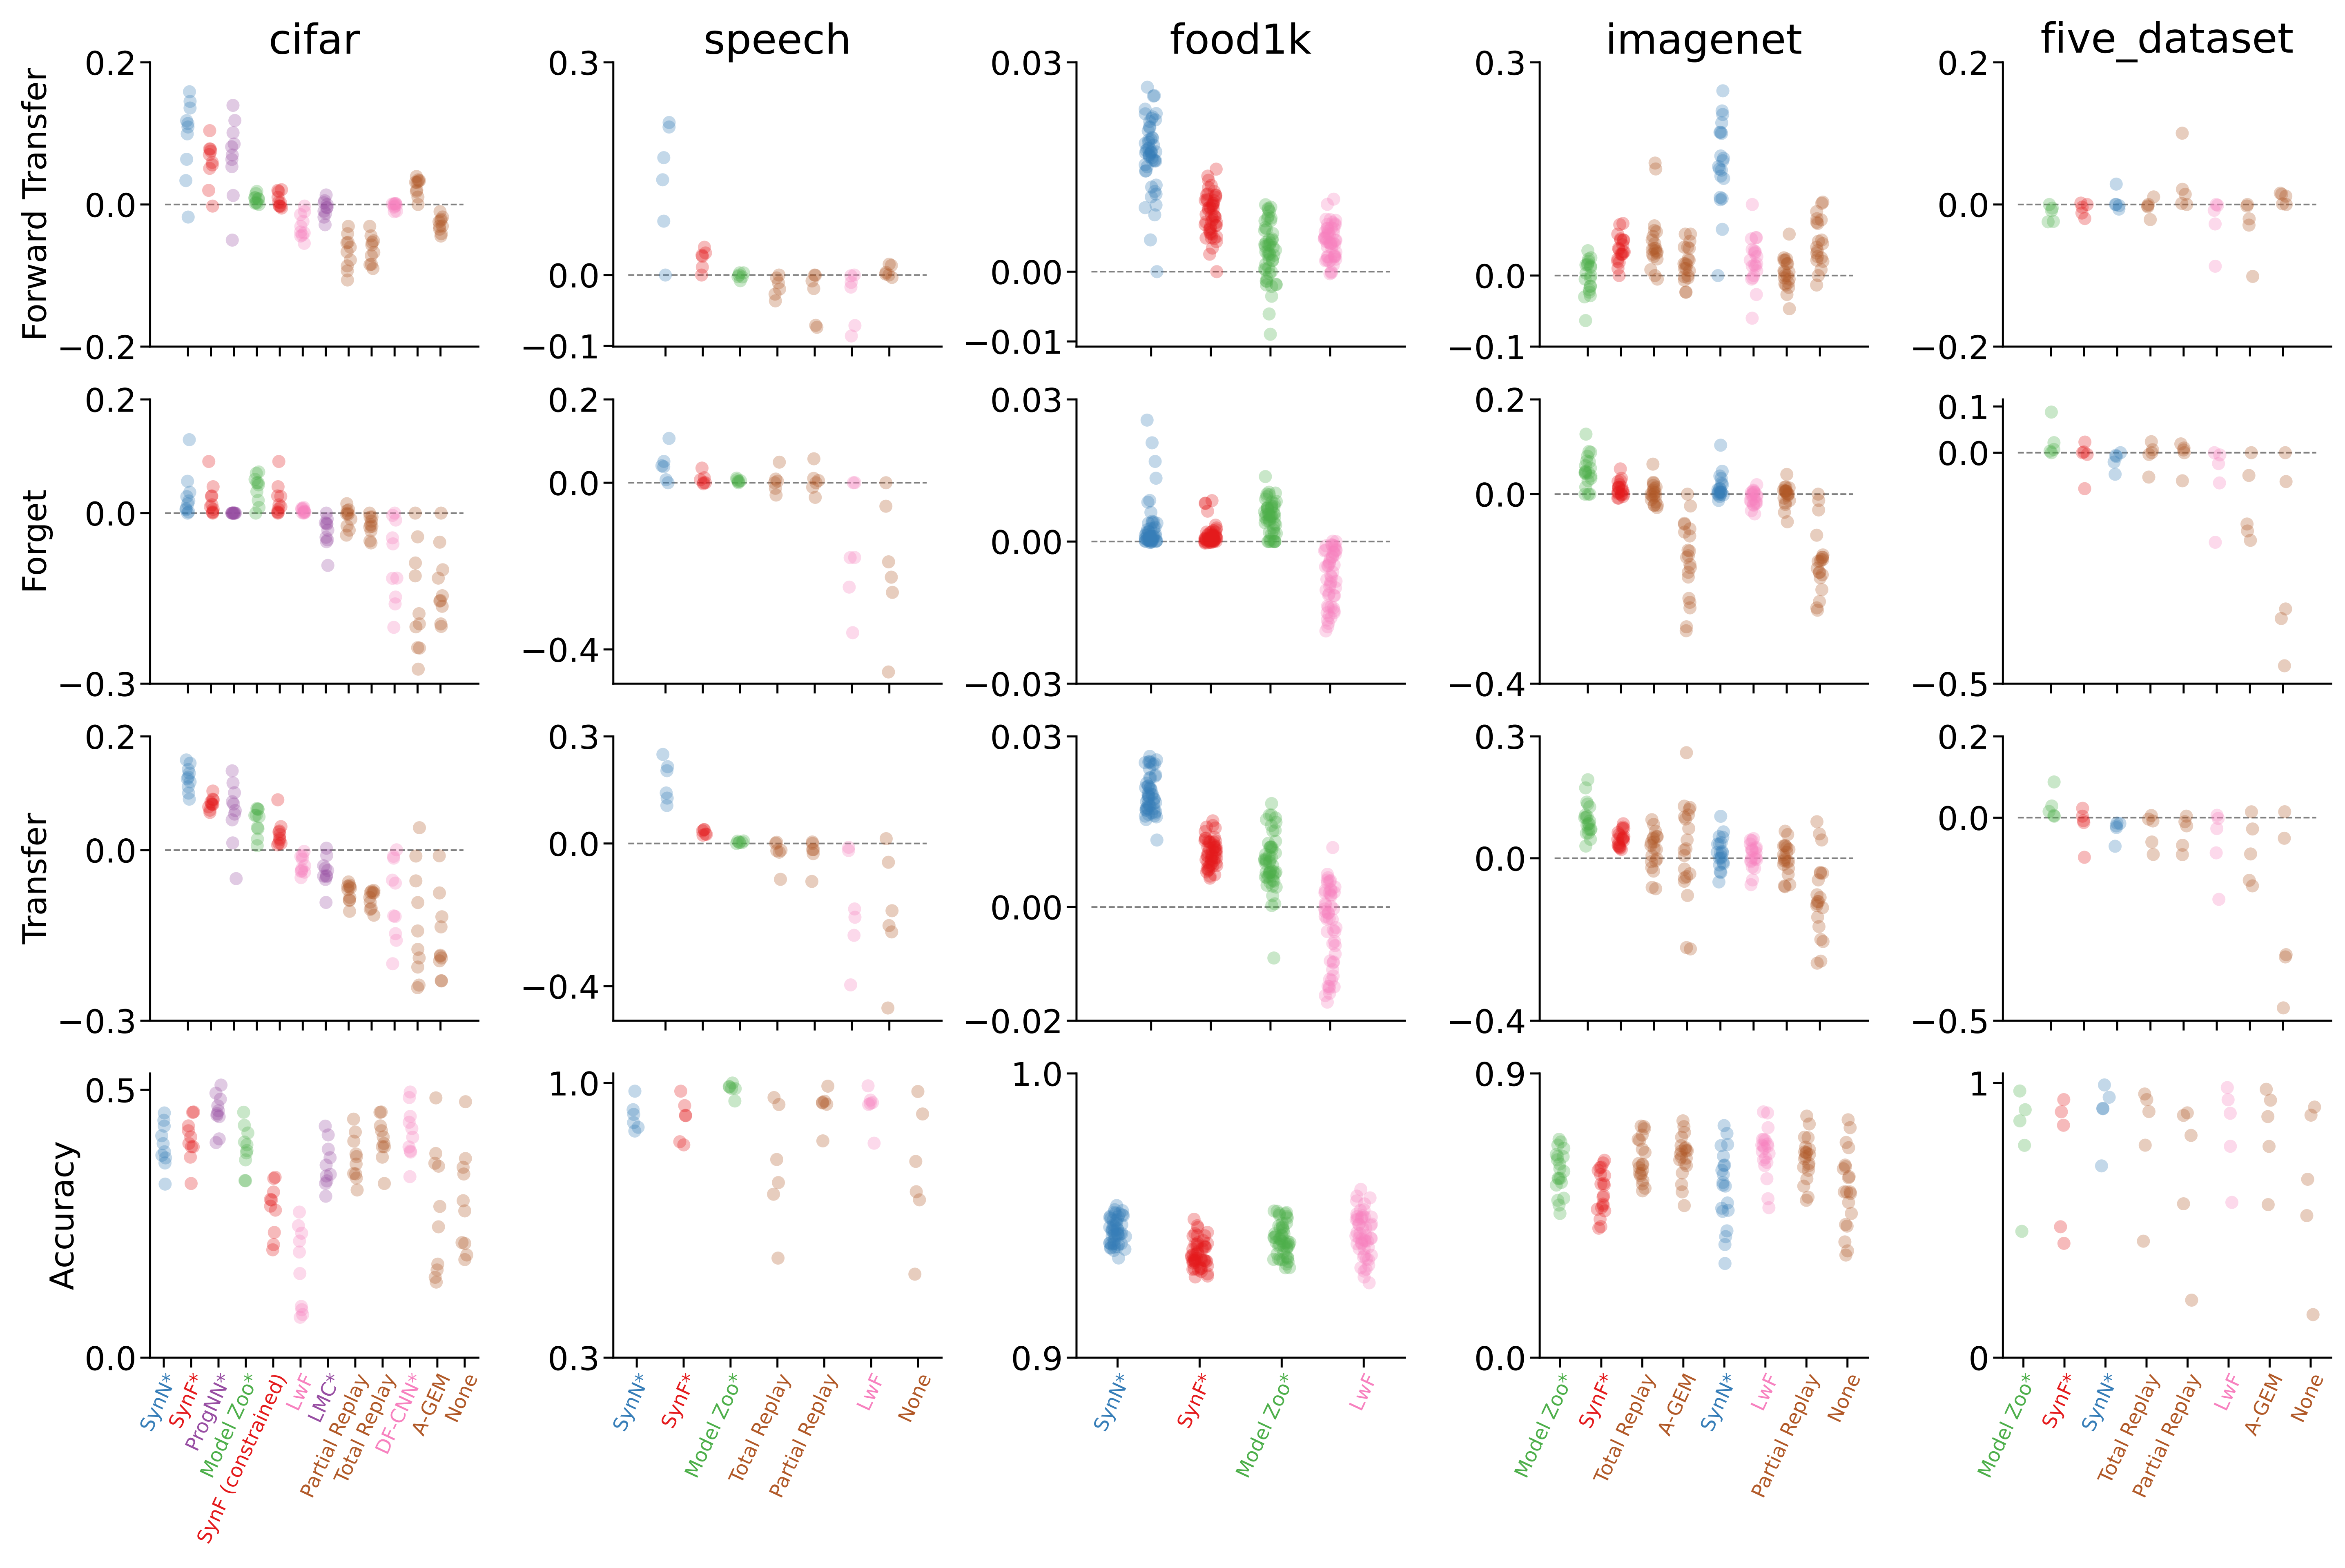 cifar
speech
food1k
imagenet
five_dataset
Forward Transfer
0.2
0.0
−0.2
0.3
0.0
−0.1
0.03
0.00
−0.01
0.3
0.0
−0.1
0.2
0.0
−0.2
Forget
0.2
0.0
−0.3
0.2
0.0
−0.4
0.03
0.00
−0.03
0.2
0.0
−0.4
0.1
0.0
−0.5
Transfer
0.2
0.0
−0.3
0.3
0.0
−0.4
0.03
0.00
−0.02
0.3
0.0
−0.4
0.2
0.0
−0.5
Accuracy
0.5
0.0
1.0
0.3
1.0
0.9
0.9
0.0
1
0
SynN*
SynF*
ProgNN*
Model Zoo*
SynF (constrained)
LwF
LMC*
Partial Replay
Total Replay
DF-CNN*
A-GEM
None
SynN*
SynF*
Model Zoo*
Total Replay
Partial Replay
LwF
None
SynN*
SynF*
Model Zoo*
LwF
Model Zoo*
SynF*
Total Replay
A-GEM
SynN*
LwF
Partial Replay
None
Model Zoo*
SynF*
SynN*
Total Replay
Partial Replay
LwF
A-GEM
None